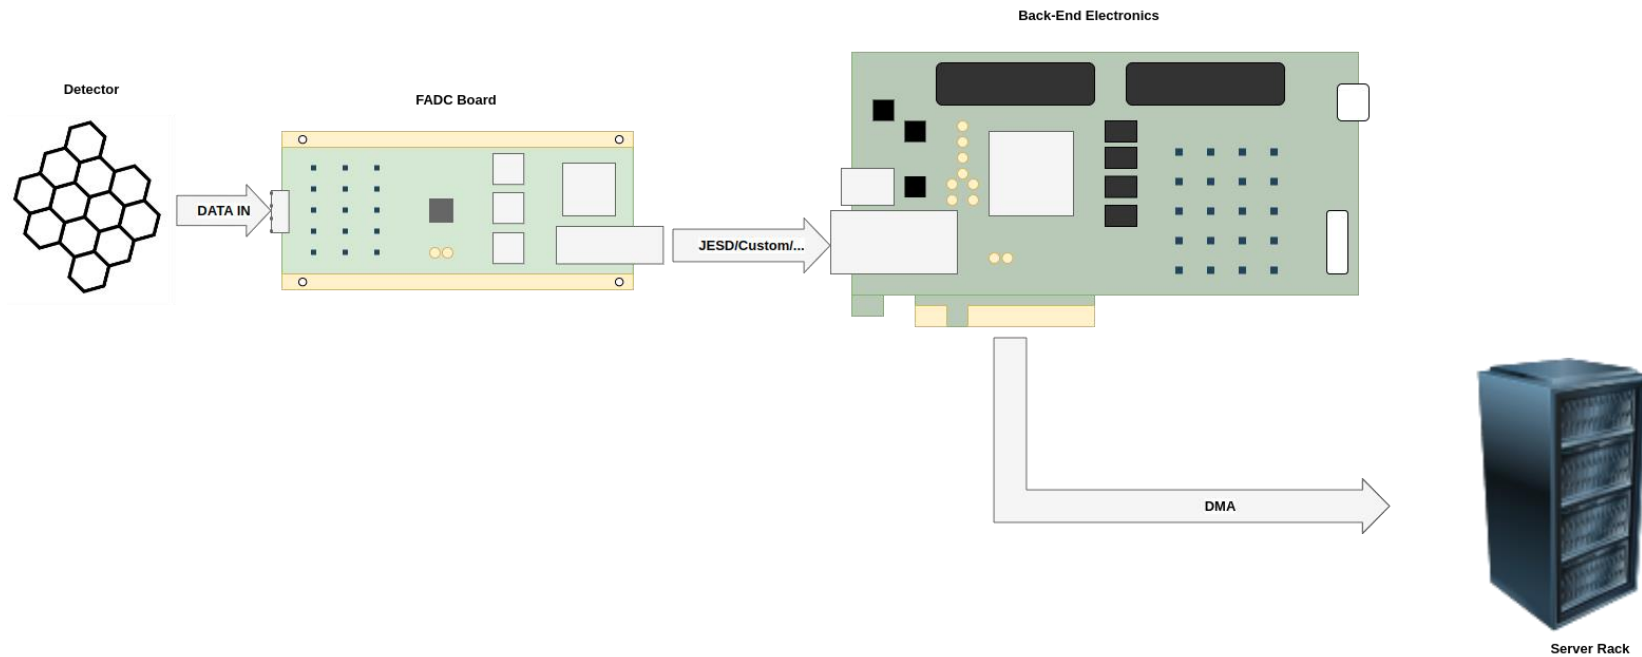 Back-End Electronics
Detector
FADC Board
DATA IN
JESD/Custom/...
DMA
Server Rack